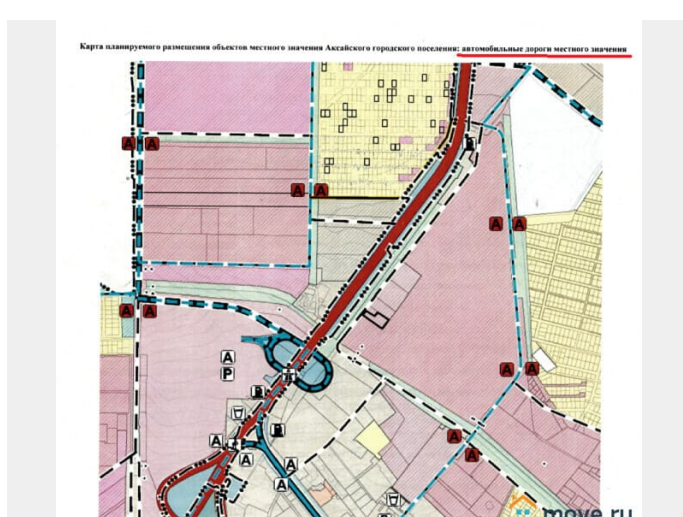 Карта планируемого размещения объектов местного значения Аксайского городского поселения: автомобильные дороги местного значения
А А
А А
А А
А А
А
Р
А А
А
А
А
А
А
А
move.ru